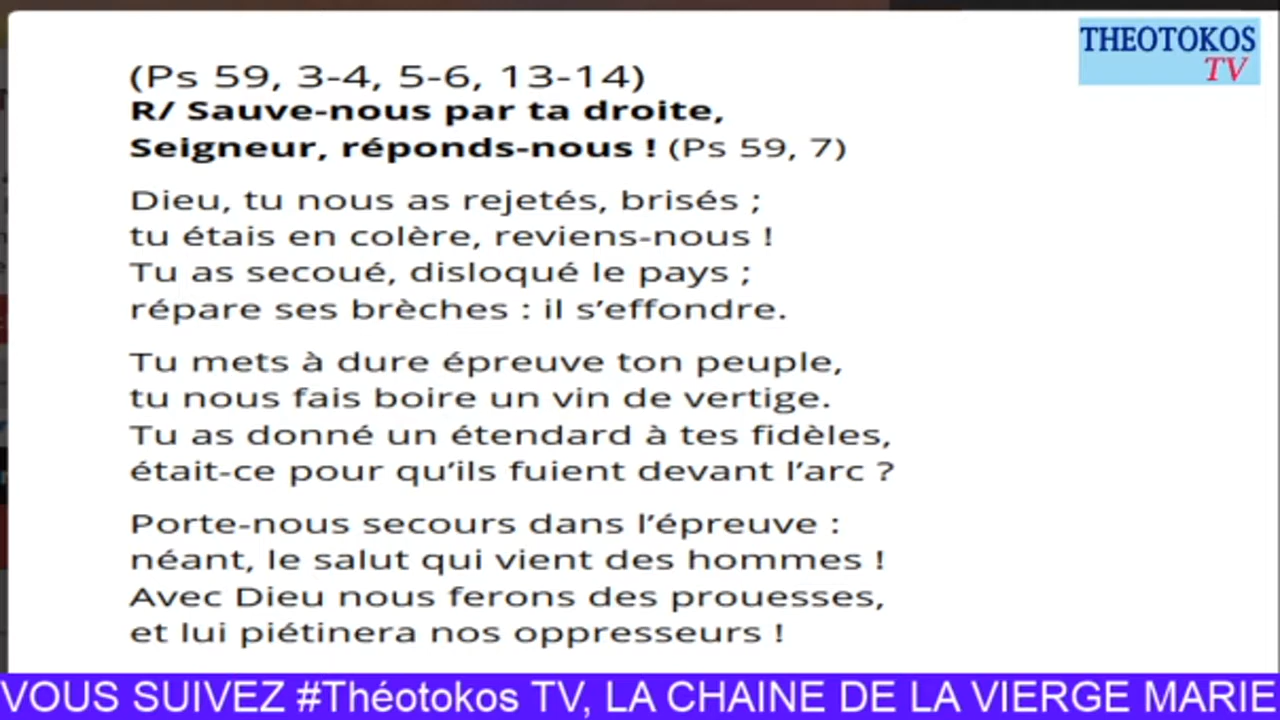 THEOTOKOS
TV
(Ps 59, 3-4, 5-6, 13-14)
R/ Sauve-nous par ta droite,
Seigneur, réponds-nous ! (Ps 59, 7)
Dieu, tu nous as rejetés, brisés ;
tu étais en colère, reviens-nous !
Tu as secoué, disloqué le pays ;
répare ses brèches : il s’effondre.
Tu mets à dure épreuve ton peuple,
tu nous fais boire un vin de vertige.
Tu as donné un étendard à tes fidèles,
était-ce pour qu’ils fuient devant l’arc ?
Porte-nous secours dans l’épreuve :
néant, le salut qui vient des hommes !
Avec Dieu nous ferons des prouesses,
et lui piétinera nos oppresseurs !
VOUS SUIVEZ #Théotokos TV, LA CHAINE DE LA VIERGE MARIE